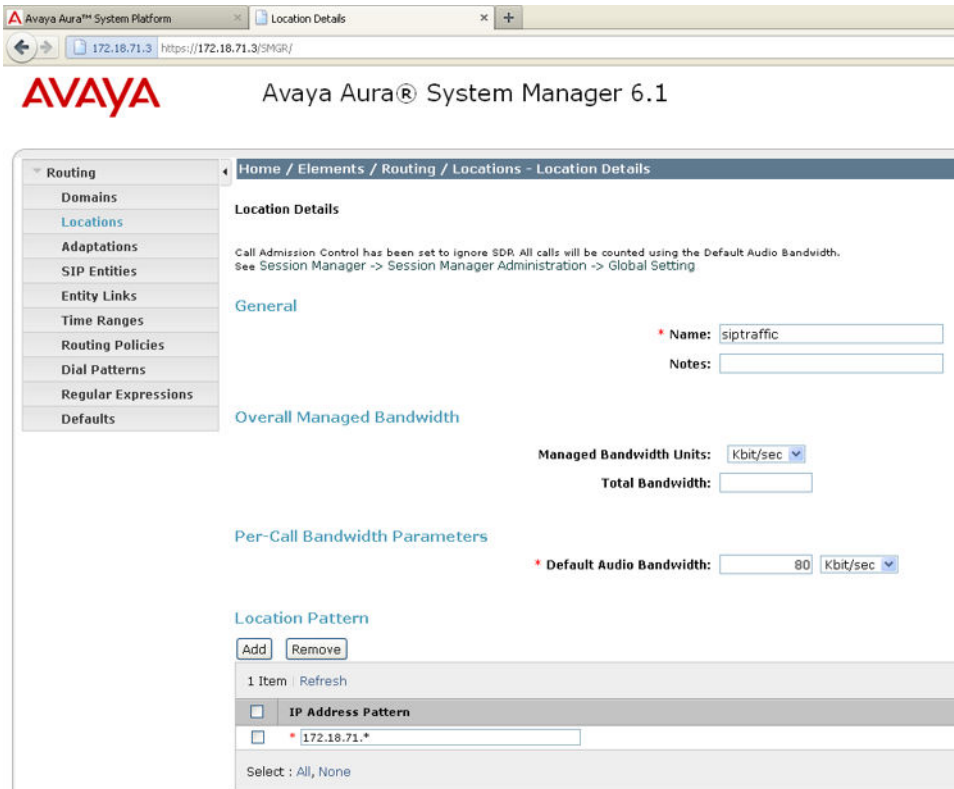 Avaya Aura™ System Platform
Location Details
172.18.71.3 https://172.18.71.3/SMGR/
AVAYA
Avaya Aura® System Manager 6.1
Routing
Domains
Locations
Adaptations
SIP Entities
Entity Links
Time Ranges
Routing Policies
Dial Patterns
Regular Expressions
Defaults
Home / Elements / Routing / Locations - Location Details
Location Details
Call Admission Control has been set to ignore SDP. All calls will be counted using the Default Audio Bandwidth.
See Session Manager -> Session Manager Administration -> Global Setting
General
* Name: siptraffic
Notes:
Overall Managed Bandwidth
Managed Bandwidth Units: Kbit/sec
Total Bandwidth:
Per-Call Bandwidth Parameters
* Default Audio Bandwidth: 80 Kbit/sec
Location Pattern
Add Remove
1 Item Refresh
IP Address Pattern
* 172.18.71.*
Select : All, None